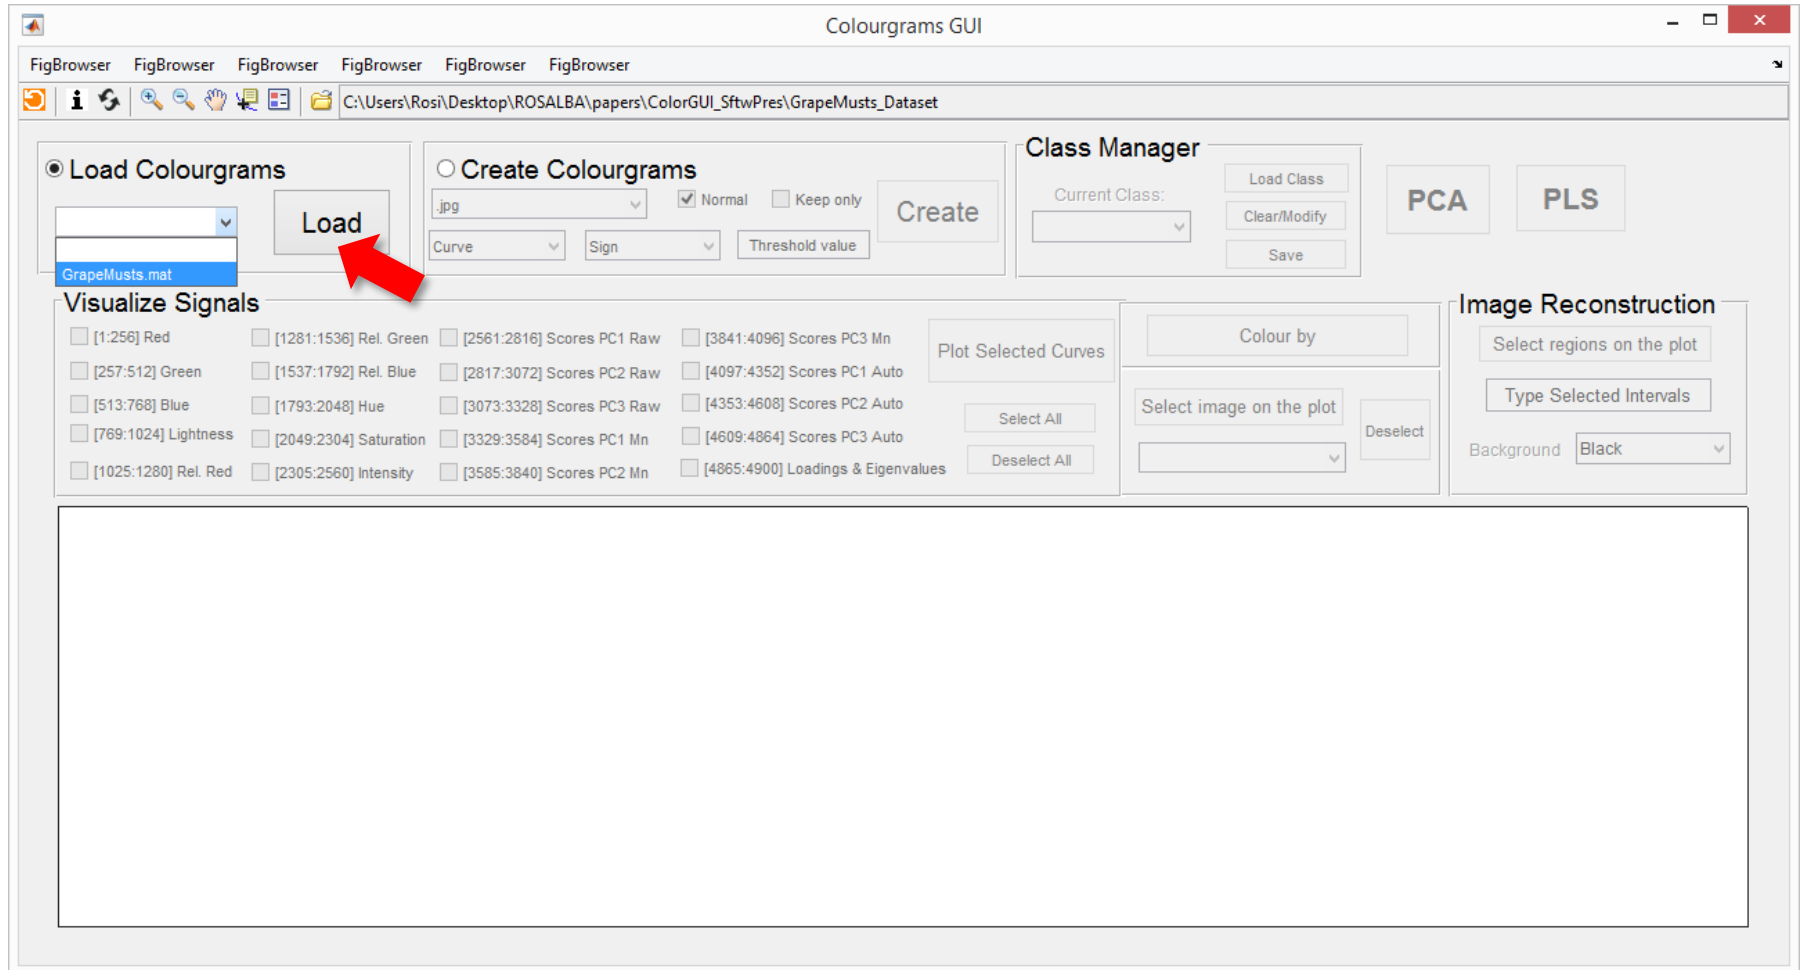 Colourgrams GUI
FigBrowser FigBrowser FigBrowser FigBrowser FigBrowser FigBrowser
C:\Users\Rosi\Desktop\ROSALBA\papers\ColorGUI_SftwPres\GrapeMusts_Dataset
Load Colourgrams
Load
GrapeMusts.mat
Create Colourgrams
.jpg
Normal
Keep only
Create
Curve
Sign
Threshold value
Class Manager
Current Class:
Load Class
Clear/Modify
Save
PCA
PLS
Visualize Signals
[1:256] Red
[257:512] Green
[513:768] Blue
[769:1024] Lightness
[1025:1280] Rel. Red
[1281:1536] Rel. Green
[1537:1792] Rel. Blue
[1793:2048] Hue
[2049:2304] Saturation
[2305:2560] Intensity
[2561:2816] Scores PC1 Raw
[2817:3072] Scores PC2 Raw
[3073:3328] Scores PC3 Raw
[3329:3584] Scores PC1 Mn
[3585:3840] Scores PC2 Mn
[3841:4096] Scores PC3 Mn
[4097:4352] Scores PC1 Auto
[4353:4608] Scores PC2 Auto
[4609:4864] Scores PC3 Auto
[4865:4900] Loadings & Eigenvalues
Plot Selected Curves
Select All
Deselect All
Colour by
Select image on the plot
Deselect
Image Reconstruction
Select regions on the plot
Type Selected Intervals
Background
Black